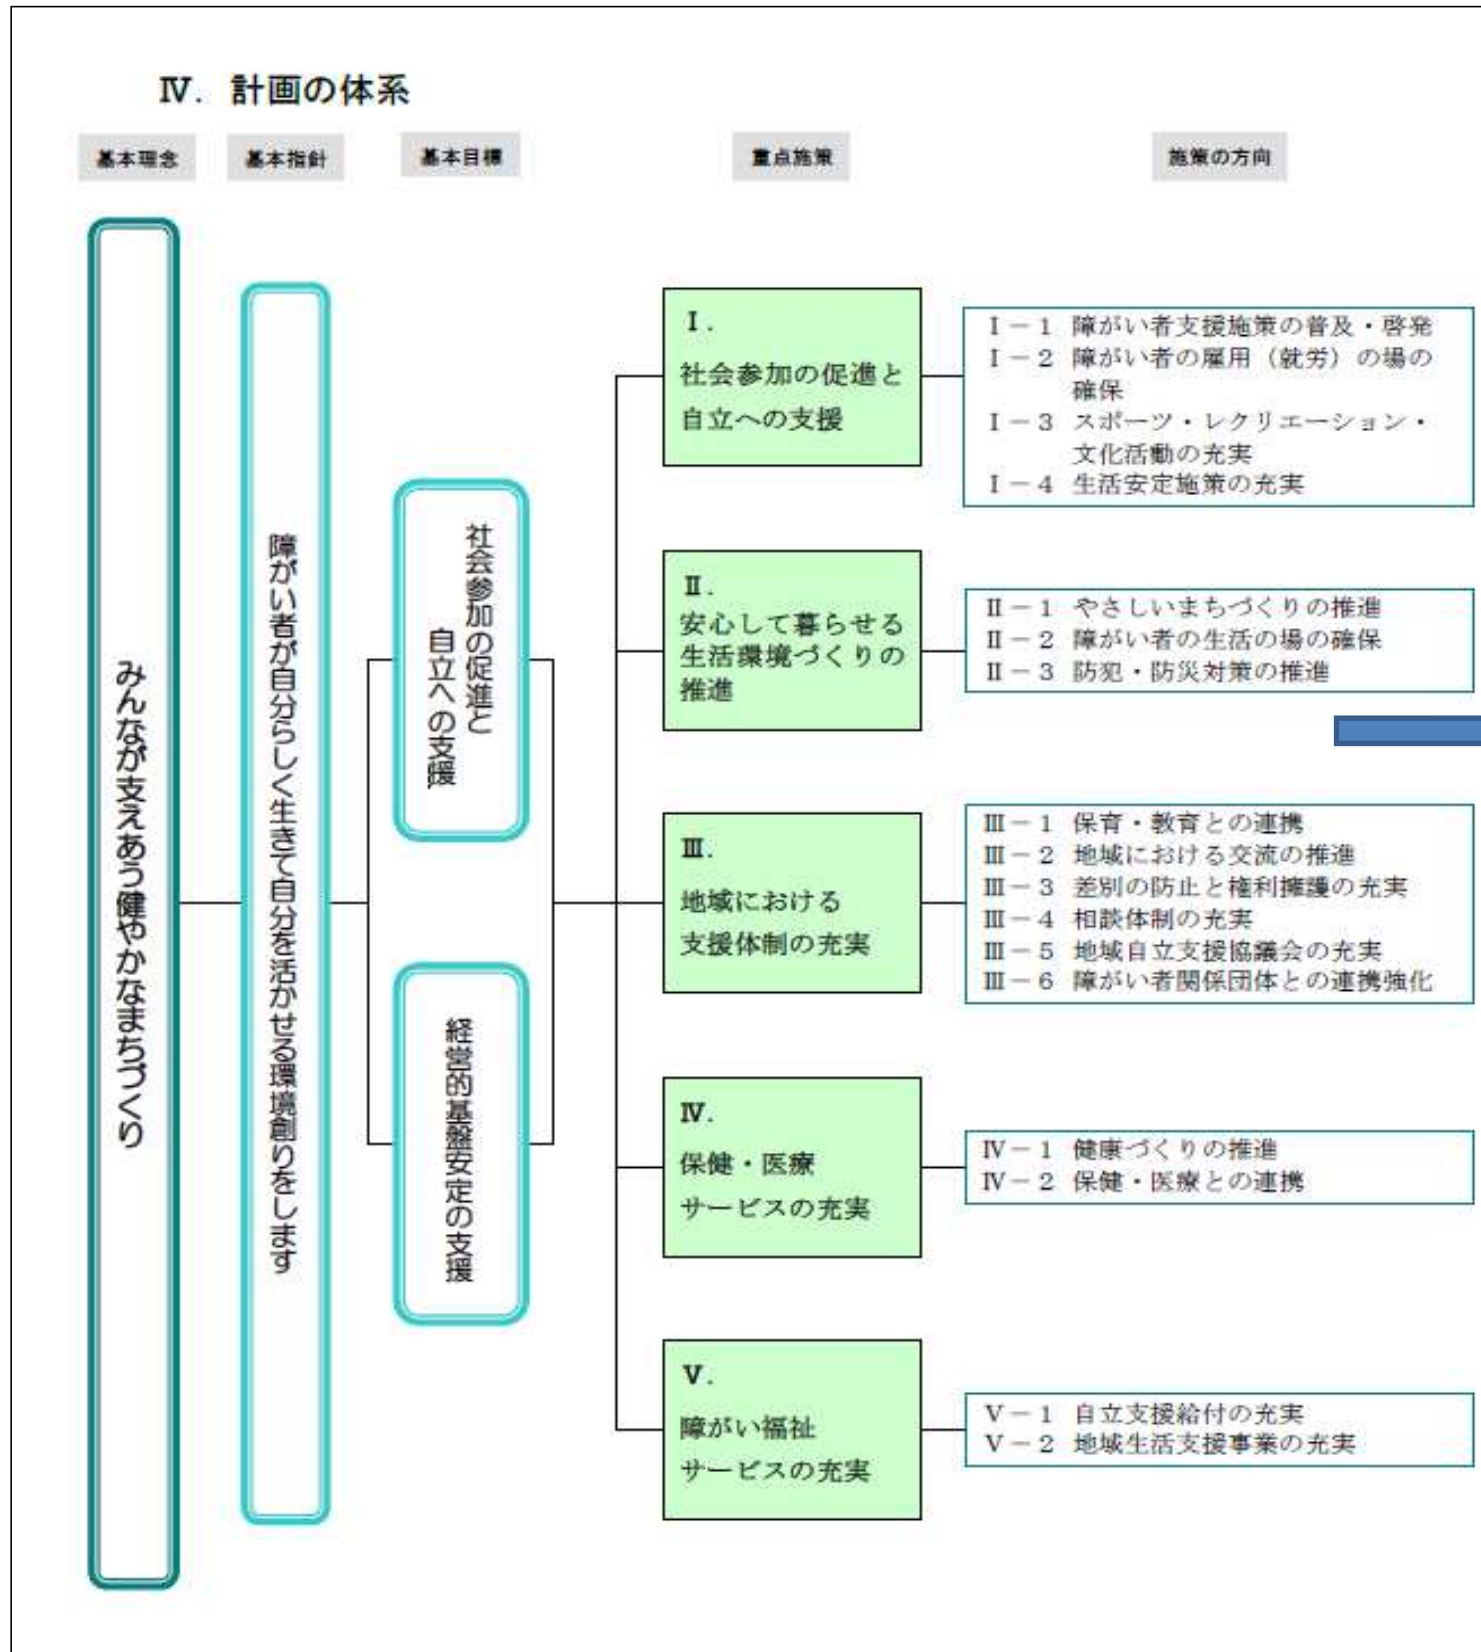 Ⅳ. 計画の体系
基本理念
基本指針
基本目標
重点施策
施策の方向
みんなが支えあう健やかなまちづくり
障がい者が自分らしく生きて自分を活かせる環境創りをします
社会参加の促進と
自立への支援
経営的基盤安定の支援
Ⅰ.
社会参加の促進と
自立への支援
Ⅰ－1 障がい者支援施策の普及・啓発
Ⅰ－2 障がい者の雇用（就労）の場の
確保
Ⅰ－3 スポーツ・レクリエーション・
文化活動の充実
Ⅰ－4 生活安定施策の充実
Ⅱ.
安心して暮らせる
生活環境づくりの
推進
Ⅱ－1 やさしいまちづくりの推進
Ⅱ－2 障がい者の生活の場の確保
Ⅱ－3 防犯・防災対策の推進
Ⅲ.
地域における
支援体制の充実
Ⅲ－1 保育・教育との連携
Ⅲ－2 地域における交流の推進
Ⅲ－3 差別の防止と権利擁護の充実
Ⅲ－4 相談体制の充実
Ⅲ－5 地域自立支援協議会の充実
Ⅲ－6 障がい者関係団体との連携強化
Ⅳ.
保健・医療
サービスの充実
Ⅳ－1 健康づくりの推進
Ⅳ－2 保健・医療との連携
Ⅴ.
障がい福祉
サービスの充実
Ⅴ－1 自立支援給付の充実
Ⅴ－2 地域生活支援事業の充実